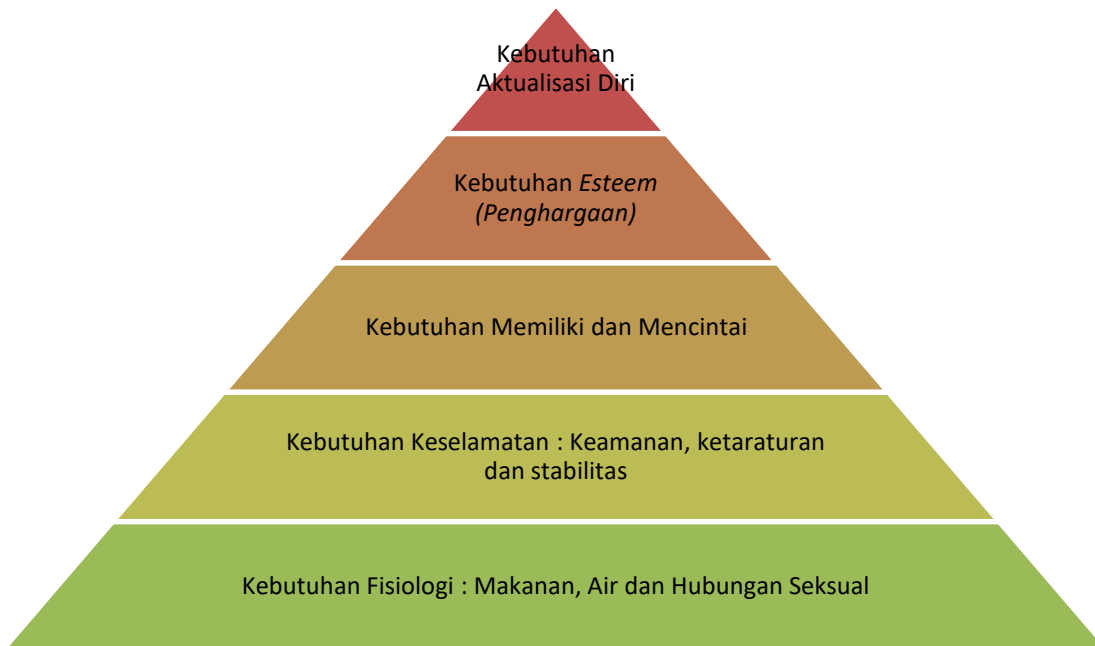 Kebutuhan
Aktualisasi Diri
Kebutuhan Esteem
(Penghargaan)
Kebutuhan Memiliki dan Mencintai
Kebutuhan Keselamatan : Keamanan, ketaraturan
dan stabilitas
Kebutuhan Fisiologi : Makanan, Air dan Hubungan Seksual